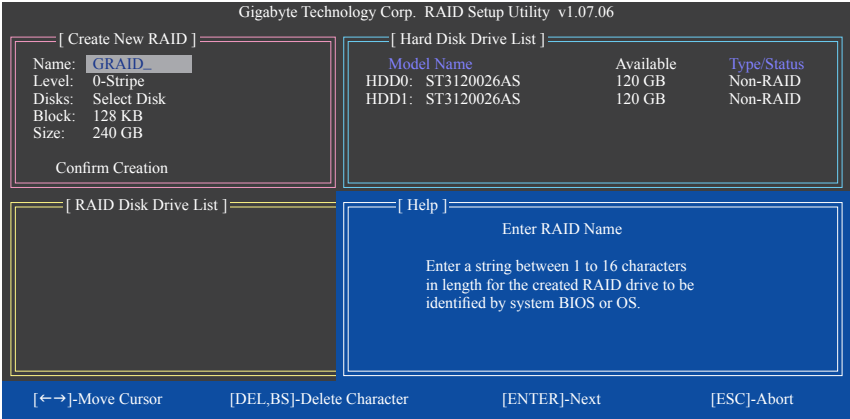 Gigabyte Technology Corp. RAID Setup Utility v1.07.06
[ Create New RAID ]
Name: GRAID_
Level: 0-Stripe
Disks: Select Disk
Block: 128 KB
Size: 240 GB
Confirm Creation
[ Hard Disk Drive List ]
Model Name Available Type/Status
HDD0: ST3120026AS 120 GB Non-RAID
HDD1: ST3120026AS 120 GB Non-RAID
[ RAID Disk Drive List ]
[ Help ]
Enter RAID Name
Enter a string between 1 to 16 characters
in length for the created RAID drive to be
identified by system BIOS or OS.
[←→]-Move Cursor [DEL,BS]-Delete Character [ENTER]-Next [ESC]-Abort